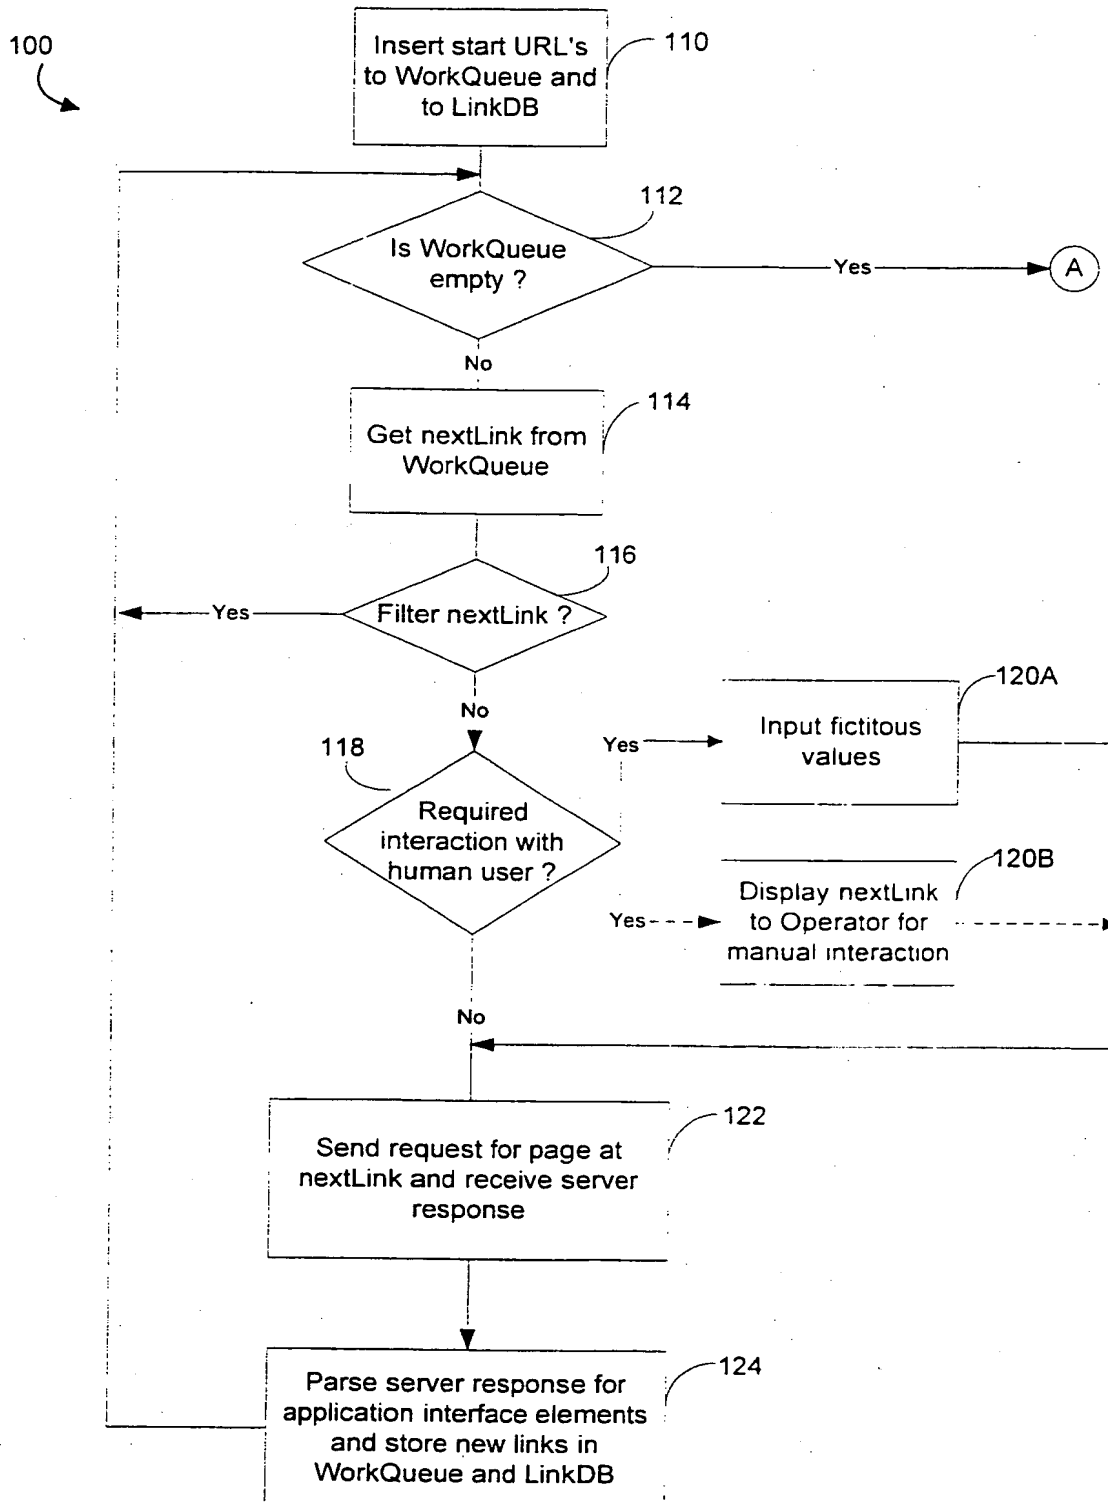 100
Insert start URL's
to WorkQueue and
to LinkDB
110
112
Is WorkQueue
empty ?
Yes
A
No
114
Get nextLink from
WorkQueue
116
Filter nextLink ?
Yes
No
118
Required
interaction with
human user ?
Yes
120A
Input fictitous
values
Yes
120B
Display nextLink
to Operator for
manual interaction
No
122
Send request for page at
nextLink and receive server
response
124
Parse server response for
application interface elements
and store new links in
WorkQueue and LinkDB